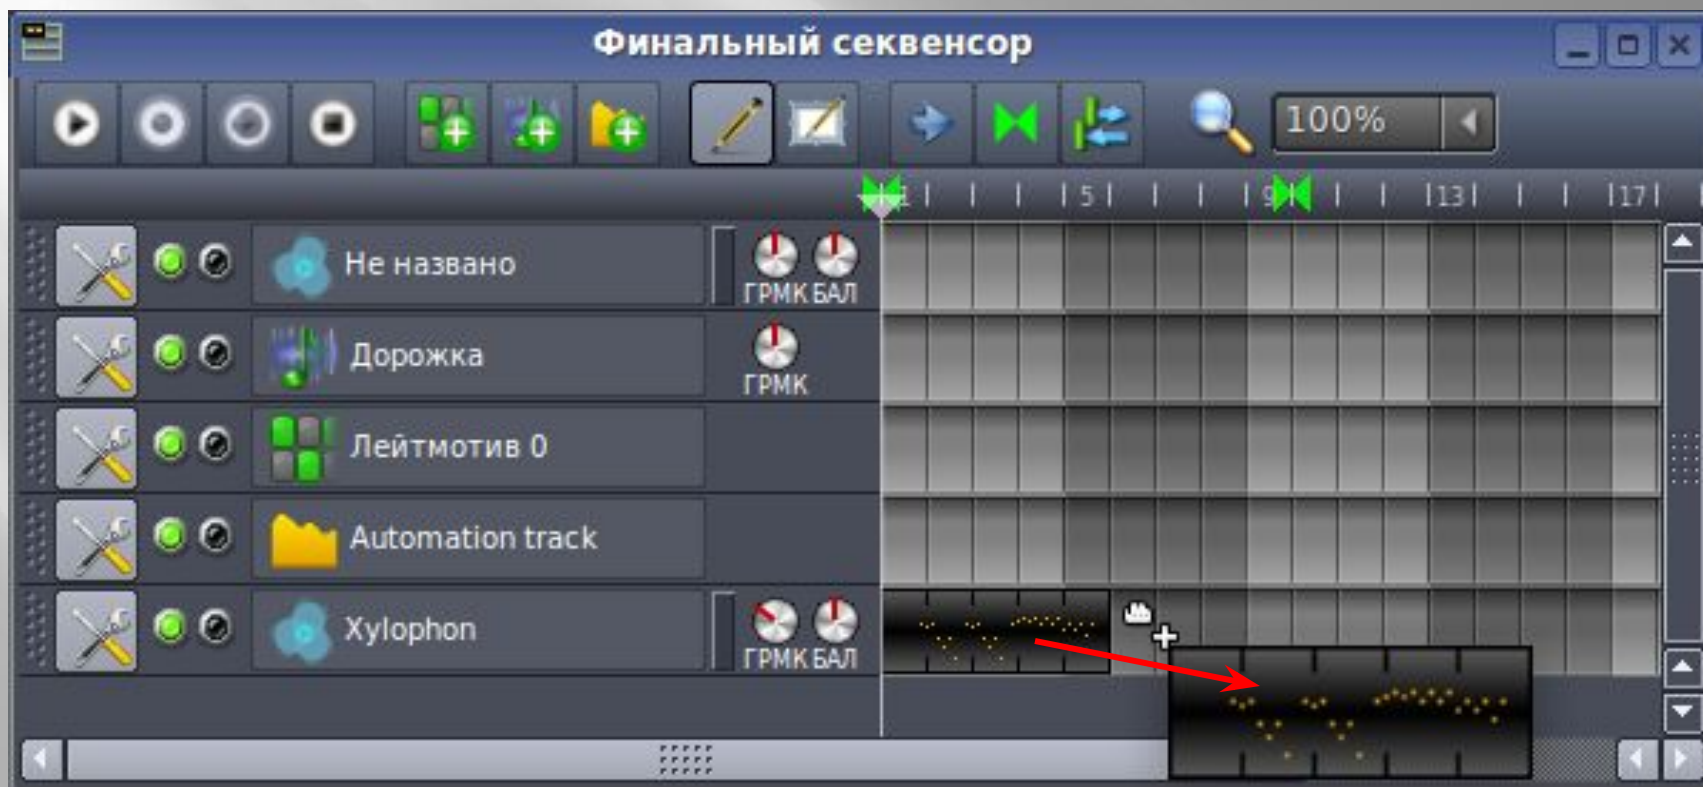 Финальный секвенсор
100%
1 5 9 13 17
Не названо
ГРМК БАЛ
Дорожка
ГРМК
Лейтмотив 0
Automation track
Xylophon
ГРМК БАЛ